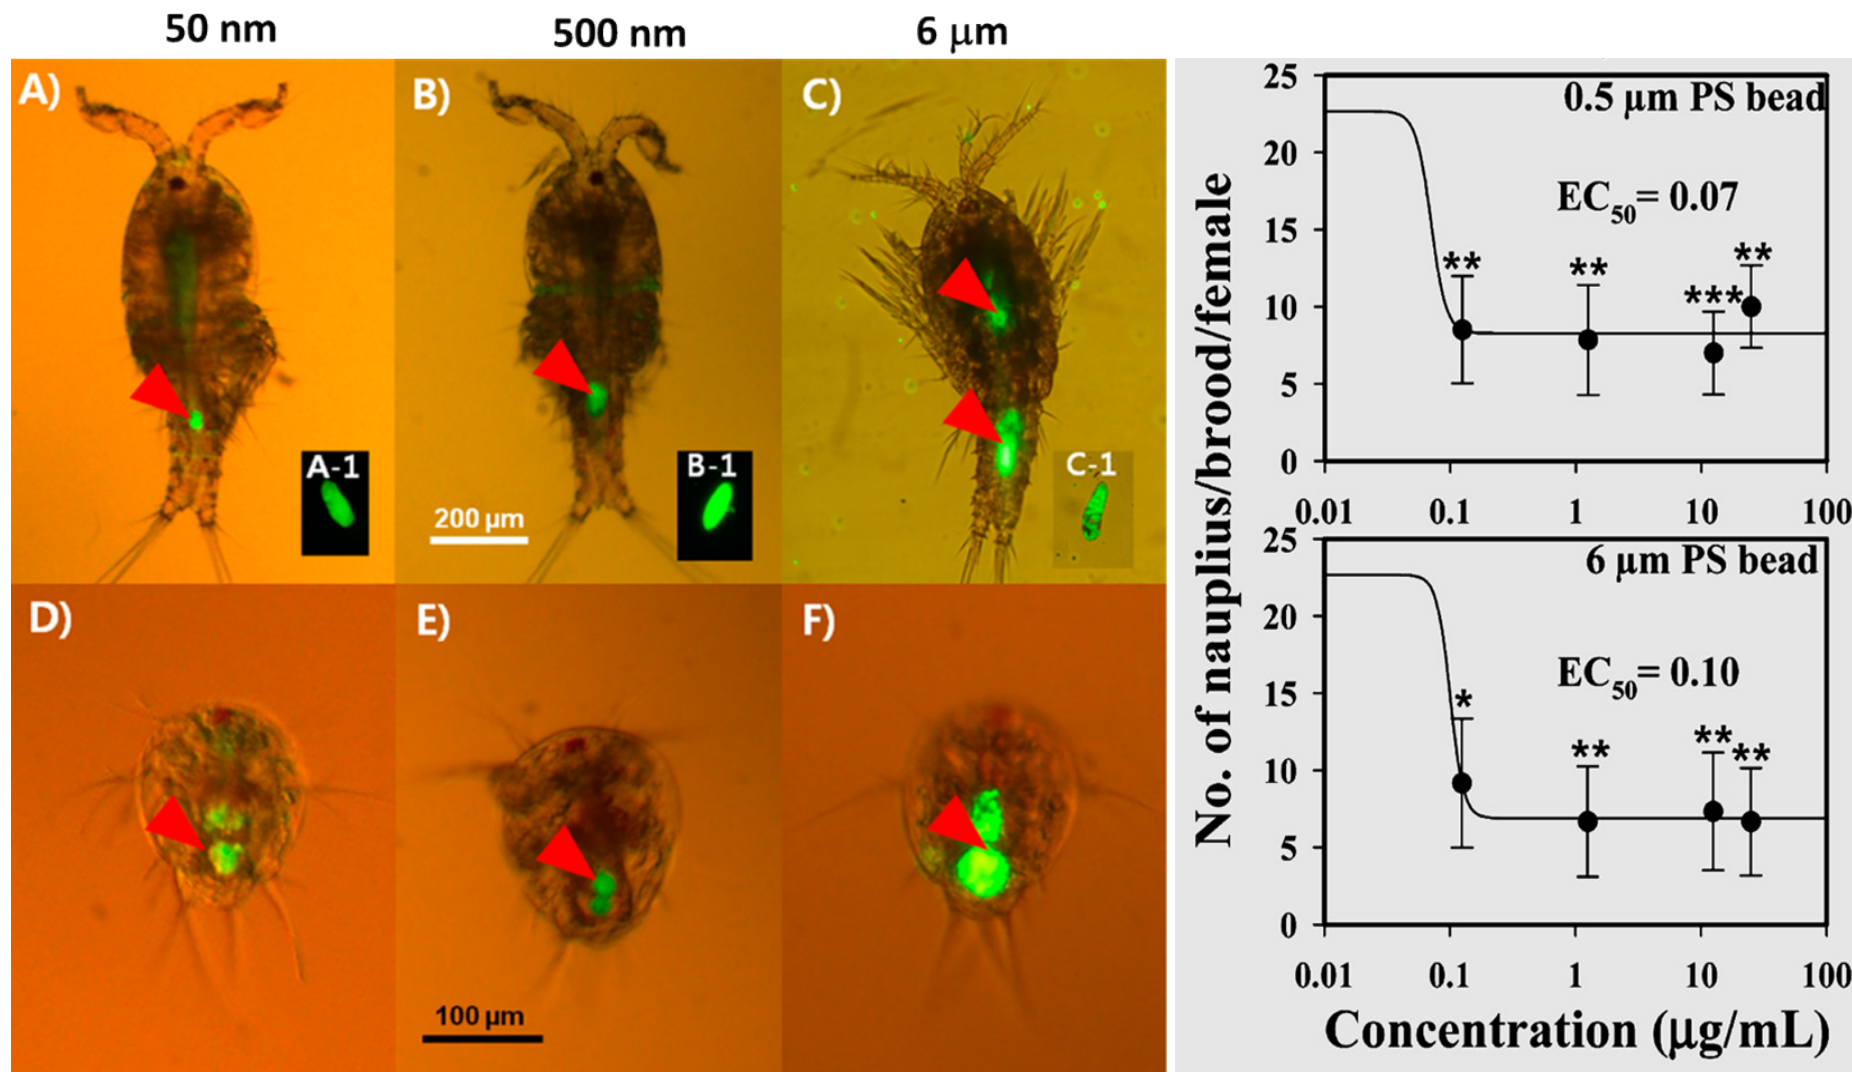 50 nm
500 nm
6 μm
A)
B)
C)
A-1
B-1
C-1
200 μm
D)
E)
F)
100 μm
No. of nauplius/brood/female
25
20
15
10
5
0
0.5 μm PS bead
EC50= 0.07
**
**
***
**
0.01 0.1 1 10 100
25
20
15
10
5
0
6 μm PS bead
EC50= 0.10
*
**
**
**
0.01 0.1 1 10 100
Concentration (μg/mL)